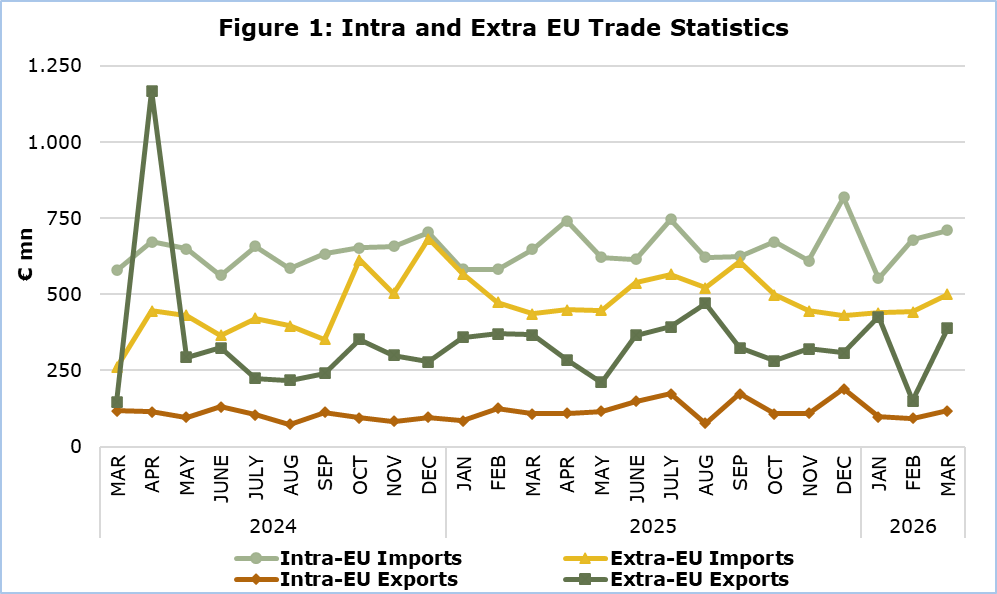 Figure 1: Intra and Extra EU Trade Statistics
€ mn
1.250
1.000
750
500
250
0
MAR APR MAY JUNE JULY AUG SEP OCT NOV DEC JAN FEB MAR APR MAY JUNE JULY AUG SEP OCT NOV DEC JAN FEB MAR
2024 2025 2026
Intra-EU Imports Extra-EU Imports
Intra-EU Exports Extra-EU Exports